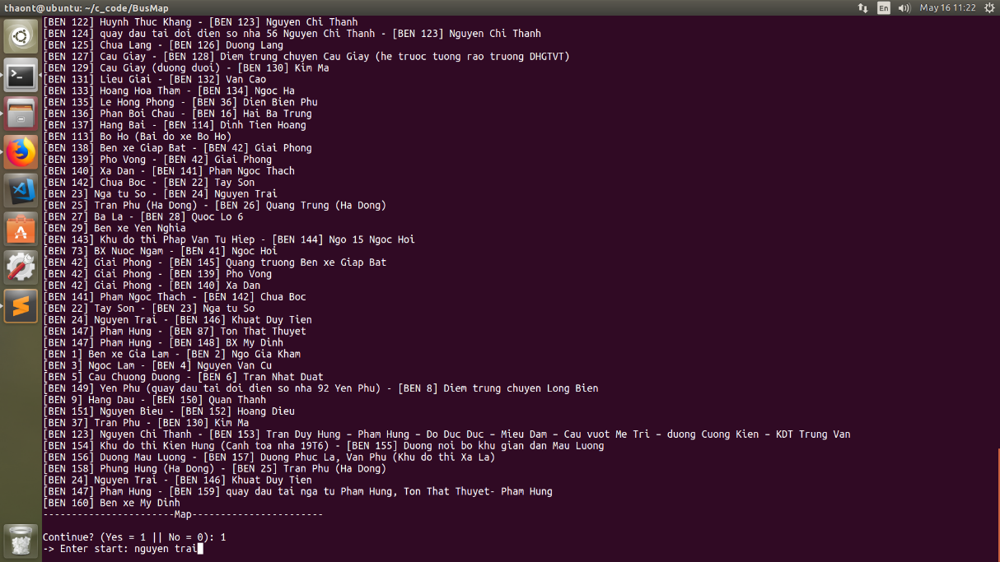 thaont@ubuntu: ~/c_code/BusMap
En
May 16 11:22
[BEN 122] Huynh Thuc Khang - [BEN 123] Nguyen Chi Thanh
[BEN 124] quay dau tai doi dien so nha 56 Nguyen Chi Thanh - [BEN 123] Nguyen Chi Thanh
[BEN 125] Chua Lang - [BEN 126] Duong Lang
[BEN 127] Cau Giay - [BEN 128] Diem trung chuyen Cau Giay (he truoc tuong rao truong DHGTVT)
[BEN 129] Cau Giay (duong duoi) - [BEN 130] Kim Ma
[BEN 131] Lieu Giai - [BEN 132] Van Cao
[BEN 133] Hoang Hoa Tham - [BEN 134] Ngoc Ha
[BEN 135] Le Hong Phong - [BEN 36] Dien Bien Phu
[BEN 136] Phan Boi Chau - [BEN 16] Hai Ba Trung
[BEN 137] Hang Bai - [BEN 114] Dinh Tien Hoang
[BEN 113] Bo Ho (Bai do xe Bo Ho)
[BEN 138] Ben xe Giap Bat - [BEN 42] Giai Phong
[BEN 139] Pho Vong - [BEN 42] Giai Phong
[BEN 140] Xa Dan - [BEN 141] Pham Ngoc Thach
[BEN 142] Chua Boc - [BEN 22] Tay Son
[BEN 23] Nga tu So - [BEN 24] Nguyen Trai
[BEN 25] Tran Phu (Ha Dong) - [BEN 26] Quang Trung (Ha Dong)
[BEN 27] Ba La - [BEN 28] Quoc Lo 6
[BEN 29] Ben xe Yen Nghia
[BEN 143] Khu do thi Phap Van Tu Hiep - [BEN 144] Ngo 15 Ngoc Hoi
[BEN 73] BX Nuoc Ngam - [BEN 41] Ngoc Hoi
[BEN 42] Giai Phong - [BEN 145] Quang truong Ben xe Giap Bat
[BEN 42] Giai Phong - [BEN 139] Pho Vong
[BEN 42] Giai Phong - [BEN 140] Xa Dan
[BEN 141] Pham Ngoc Thach - [BEN 142] Chua Boc
[BEN 22] Tay Son - [BEN 23] Nga tu So
[BEN 24] Nguyen Trai - [BEN 146] Khuat Duy Tien
[BEN 147] Pham Hung - [BEN 87] Ton That Thuyet
[BEN 147] Pham Hung - [BEN 148] BX My Dinh
[BEN 1] Ben xe Gia Lam - [BEN 2] Ngo Gia Kham
[BEN 3] Ngoc Lam - [BEN 4] Nguyen Van Cu
[BEN 5] Cau Chuong Duong - [BEN 6] Tran Nhat Duat
[BEN 149] Yen Phu (quay dau tai doi dien so nha 92 Yen Phu) - [BEN 8] Diem trung chuyen Long Bien
[BEN 9] Hang Dau - [BEN 150] Quan Thanh
[BEN 151] Nguyen Bieu - [BEN 152] Hoang Dieu
[BEN 37] Tran Phu - [BEN 130] Kim Ma
[BEN 123] Nguyen Chi Thanh - [BEN 153] Tran Duy Hung – Pham Hung – Do Duc Duc – Mieu Dam – Cau vuot Me Tri – duong Cuong Kien – KDT Trung Van
[BEN 154] Khu do thi Kien Hung (Canh toa nha 19T6) - [BEN 155] Duong noi bo khu gian dan Mau Luong
[BEN 156] Duong Mau Luong - [BEN 157] Duong Phuc La, Van Phu (Khu do thi Xa La)
[BEN 158] Phung Hung (Ha Dong) - [BEN 25] Tran Phu (Ha Dong)
[BEN 24] Nguyen Trai - [BEN 146] Khuat Duy Tien
[BEN 147] Pham Hung - [BEN 159] quay dau tai nga tu Pham Hung, Ton That Thuyet- Pham Hung
[BEN 160] Ben xe My Dinh
-----------------------Map-----------------------
Continue? (Yes = 1 || No = 0): 1
-> Enter start: nguyen trai